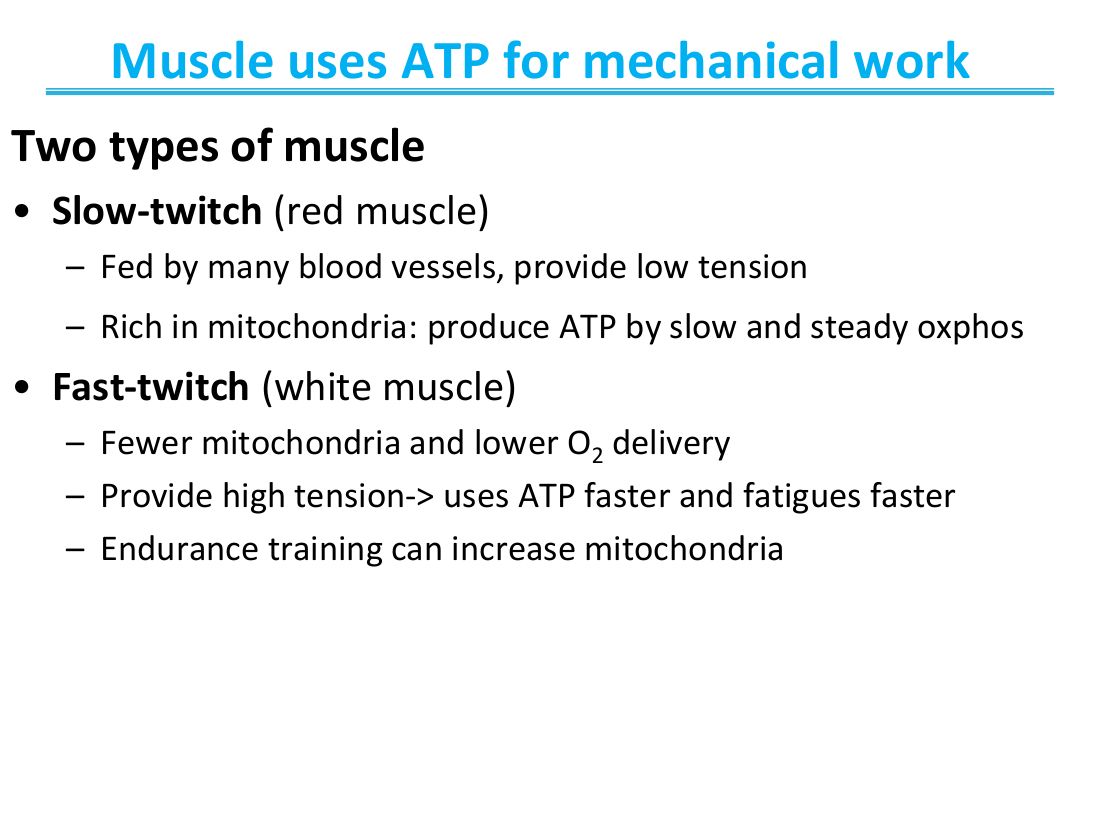 Muscle uses ATP for mechanical work
Two types of muscle
• Slow-twitch (red muscle)
– Fed by many blood vessels, provide low tension
– Rich in mitochondria: produce ATP by slow and steady oxphos
• Fast-twitch (white muscle)
– Fewer mitochondria and lower O₂ delivery
– Provide high tension-> uses ATP faster and fatigues faster
– Endurance training can increase mitochondria